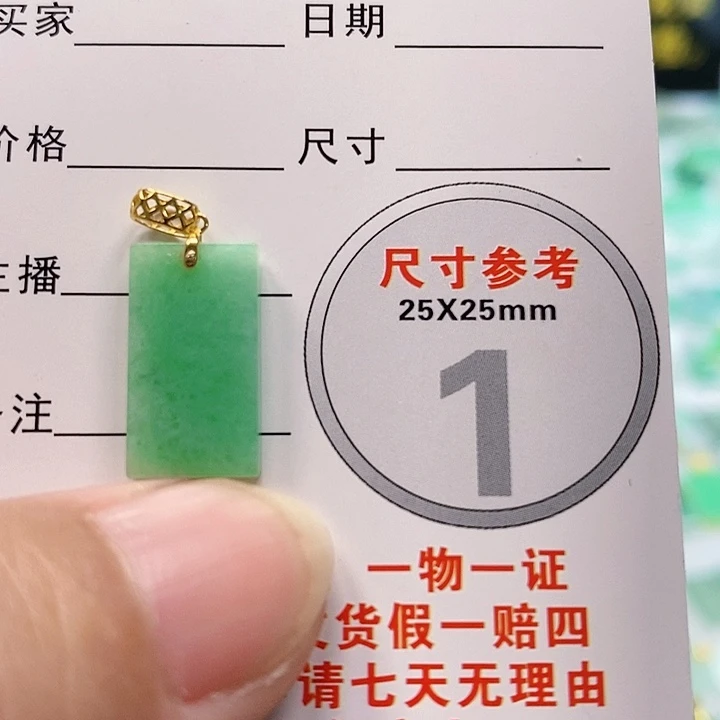 买家 日期
价格 尺寸
主播
备注
尺寸参考
25X25mm
1
一物一证
货假一赔四
请七天无理由